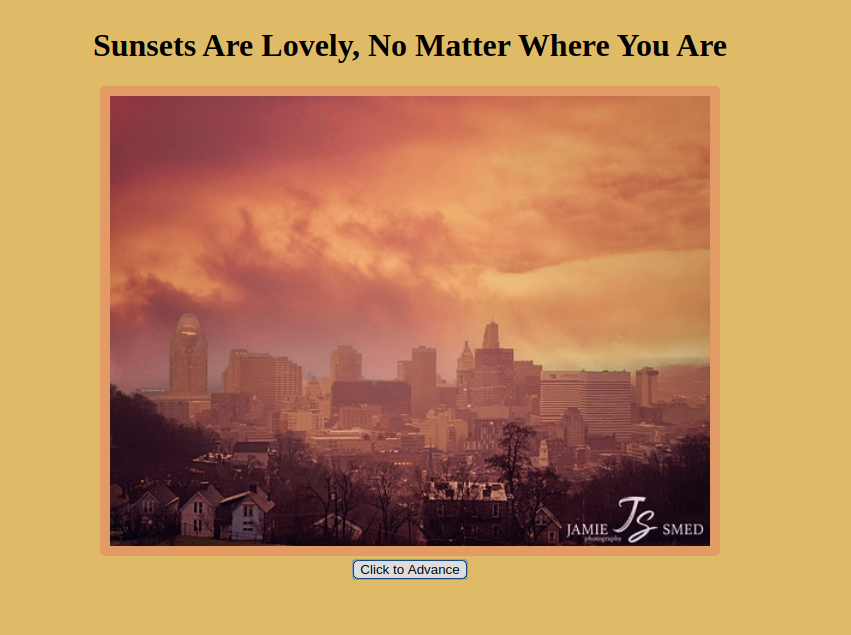 Sunsets Are Lovely, No Matter Where You Are
JAMIE JS SMED
photography
Click to Advance